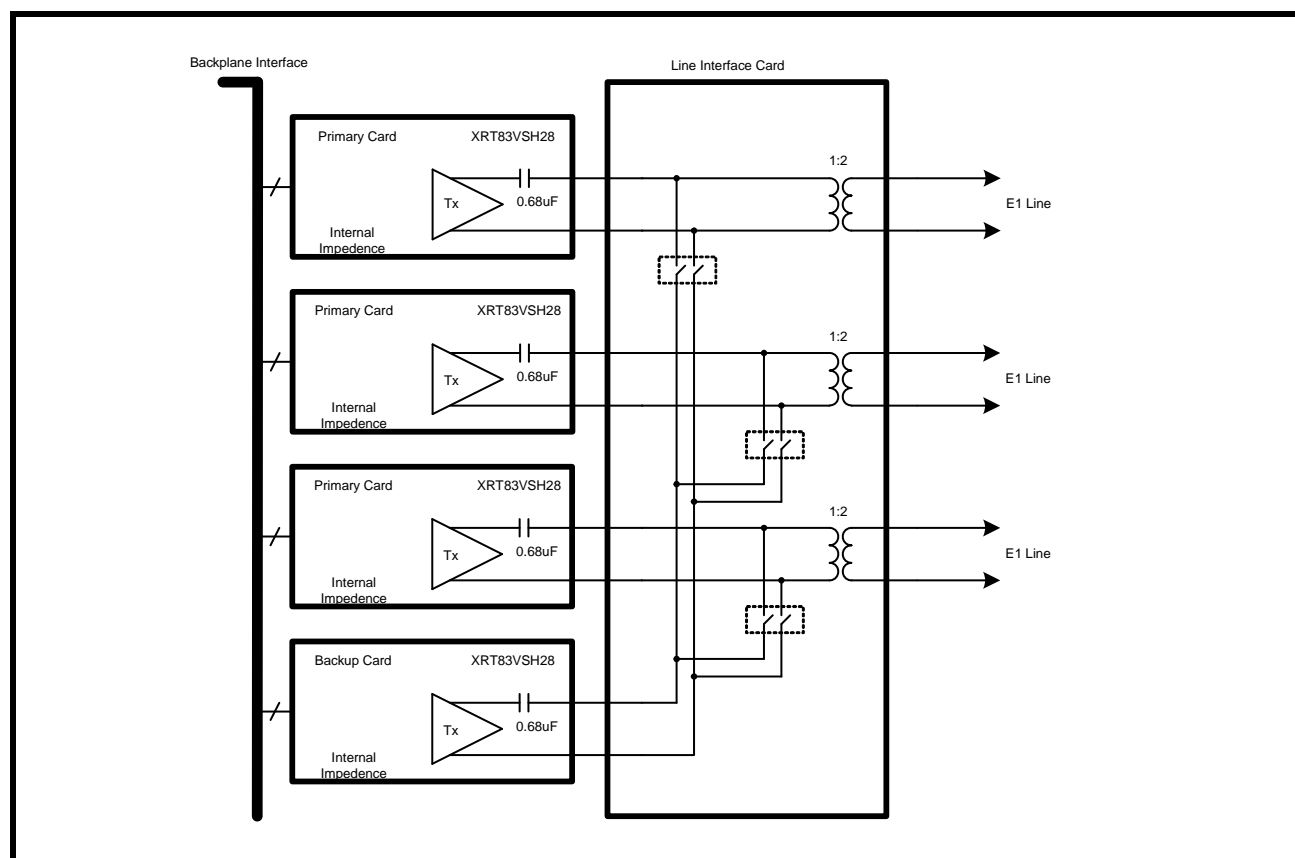 Backplane Interface
Line Interface Card
Primary Card
XRT83VSH28
Tx
0.68uF
Internal
Impedence
1:2
E1 Line
Primary Card
XRT83VSH28
Tx
0.68uF
Internal
Impedence
1:2
E1 Line
Primary Card
XRT83VSH28
Tx
0.68uF
Internal
Impedence
1:2
E1 Line
Backup Card
XRT83VSH28
Tx
0.68uF
Internal
Impedence